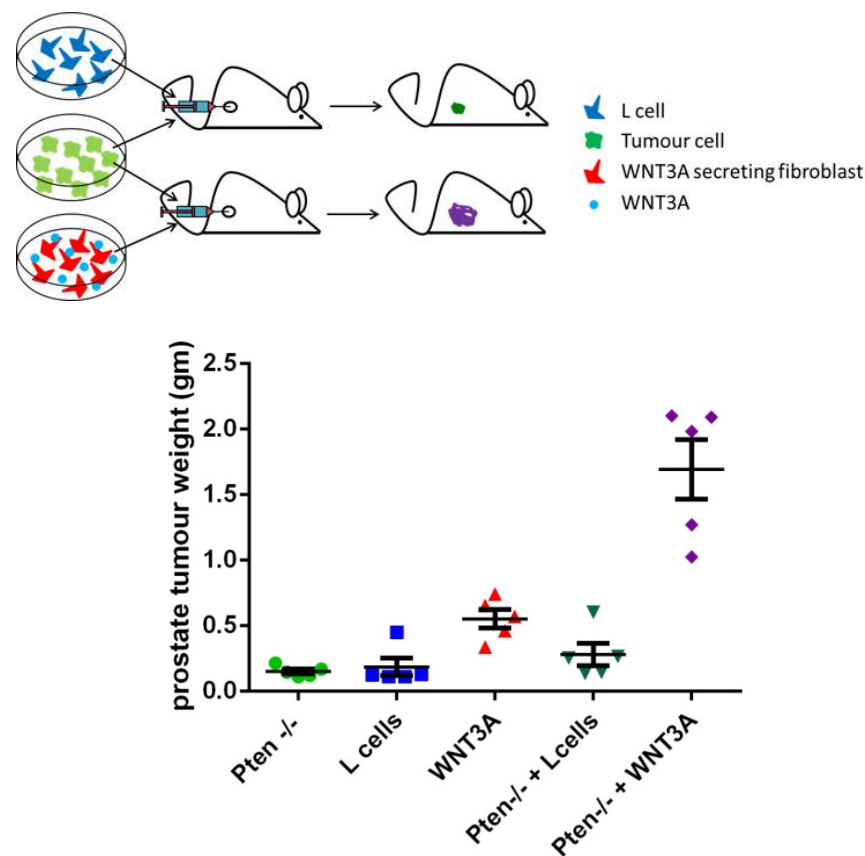 L cell
Tumour cell
WNT3A secreting fibroblast
WNT3A
prostate tumour weight (gm)
2.5
2.0
1.5
1.0
0.5
0.0
Pten -/-
L cells
WNT3A
Pten-/- + Lcells
Pten-/- + WNT3A